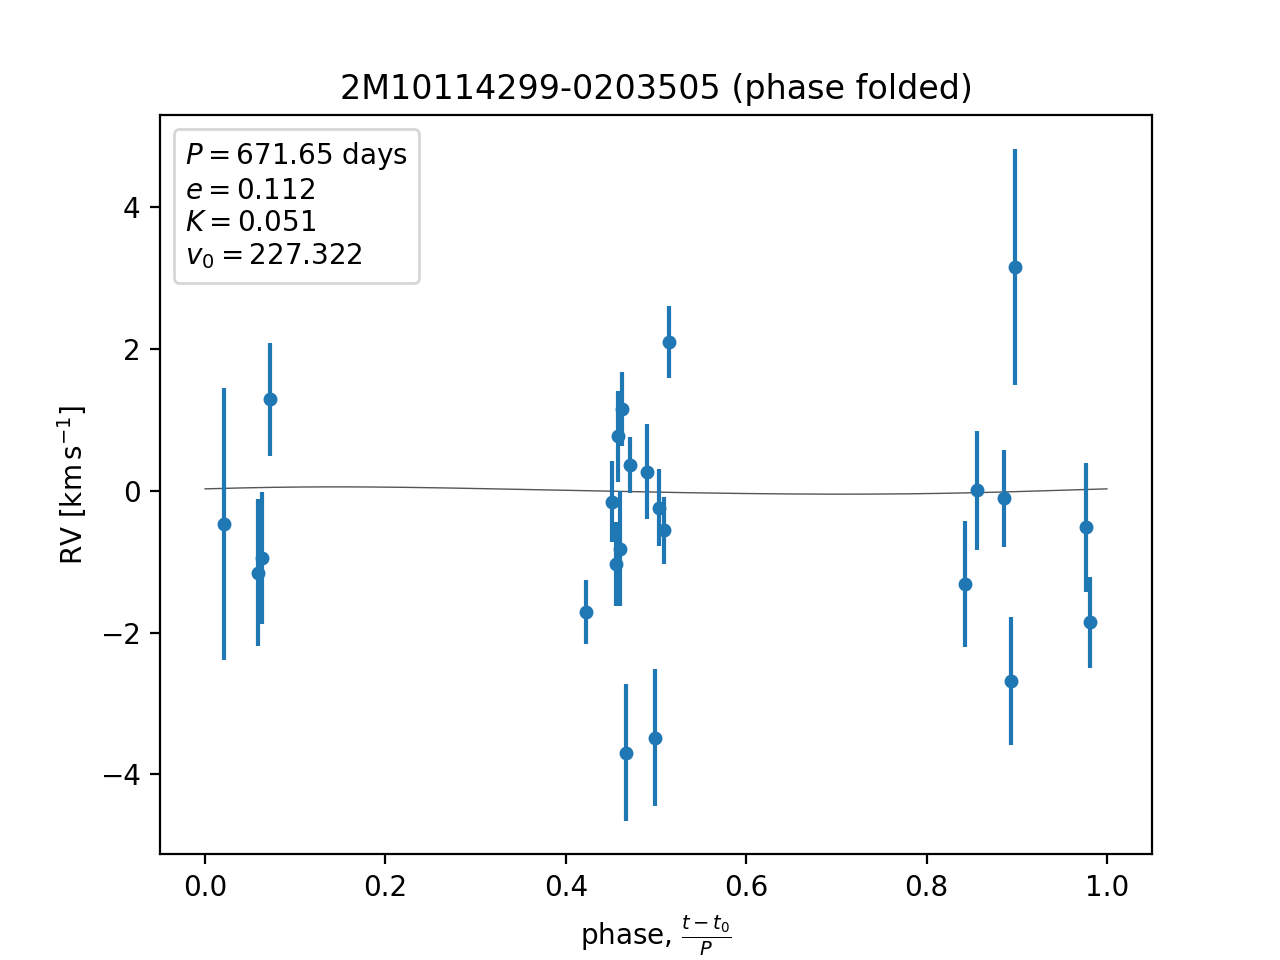 2M10114299-0203505 (phase folded)
P = 671.65 days
e = 0.112
K = 0.051
v₀ = 227.322
4
2
0
−2
−4
RV [km s⁻¹]
0.0 0.2 0.4 0.6 0.8 1.0
phase, (t − t₀)/P